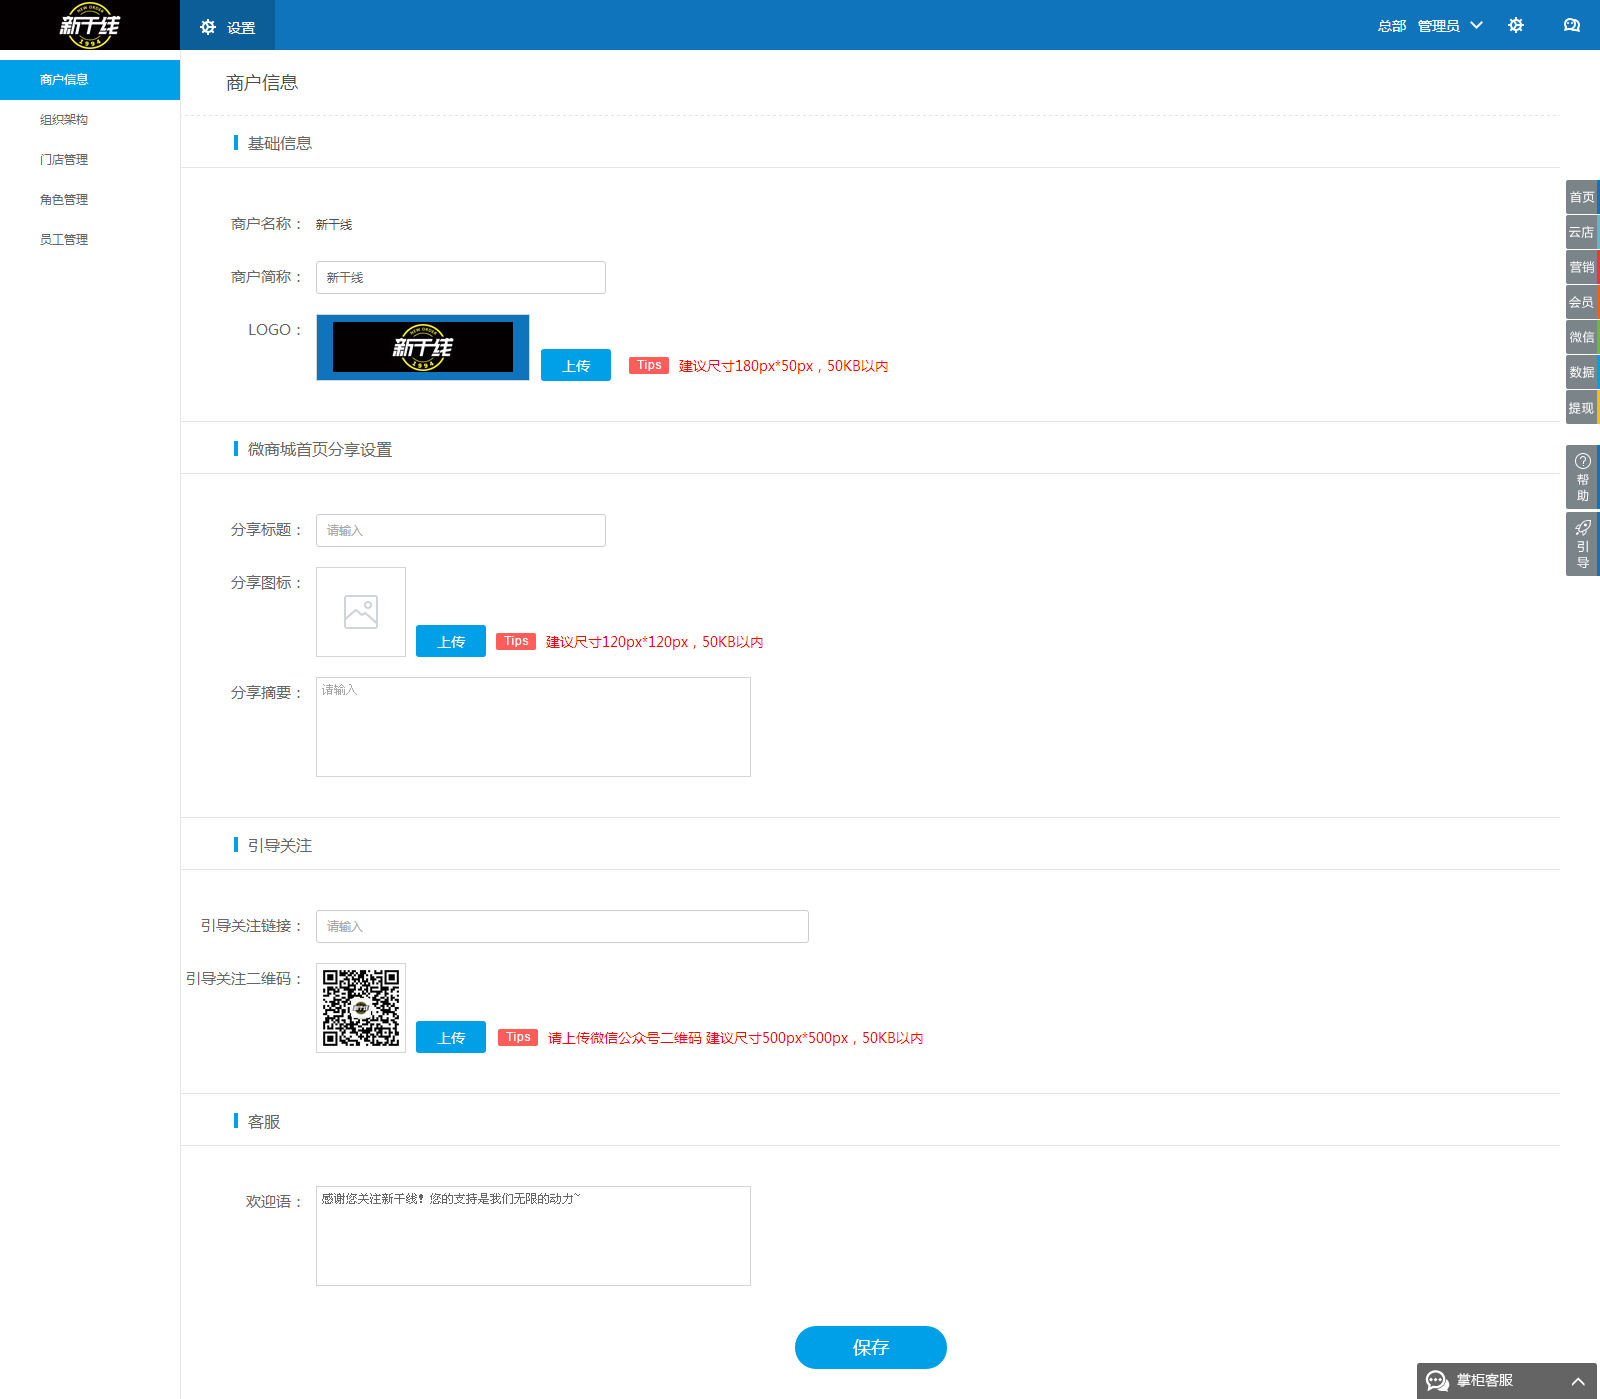 NEW ORDER
新干线
1994
设置
总部 管理员
商户信息
组织架构
门店管理
角色管理
员工管理
商户信息
基础信息
商户名称： 新干线
商户简称： 新干线
LOGO：
NEW ORDER
新干线
1994
上传 Tips 建议尺寸180px*50px，50KB以内
微商城首页分享设置
分享标题： 请输入
分享图标：
上传 Tips 建议尺寸120px*120px，50KB以内
分享摘要： 请输入
引导关注
引导关注链接： 请输入
引导关注二维码：
上传 Tips 请上传微信公众号二维码 建议尺寸500px*500px，50KB以内
客服
欢迎语： 感谢您关注新干线！您的支持是我们无限的动力~
保存
首页
云店
营销
会员
微信
数据
提现
帮
助
引
导
掌柜客服